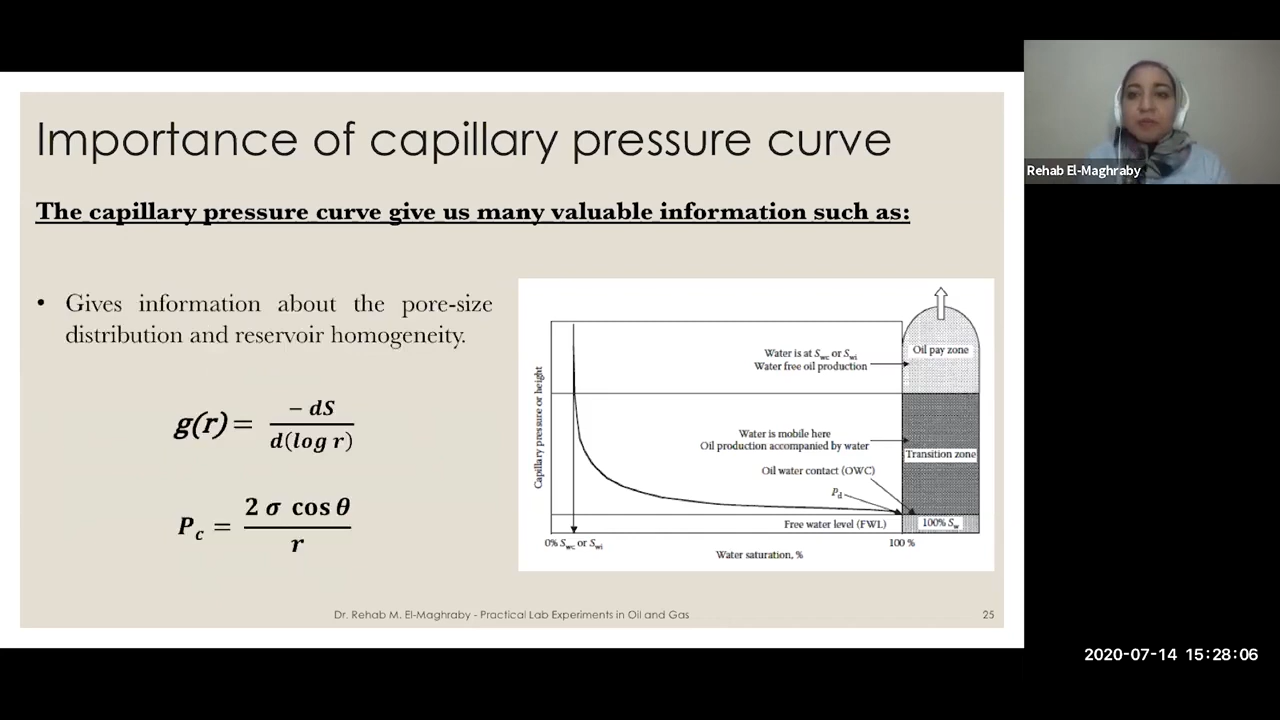 Importance of capillary pressure curve
Rehab El-Maghraby
The capillary pressure curve give us many valuable information such as:
• Gives information about the pore-size
distribution and reservoir homogeneity.
g(r) = − dS / d(log r)
P_c = 2 σ cos θ / r
Capillary pressure or height
Water is at S_wc or S_wi
Water free oil production
Oil pay zone
Water is mobile here
Oil production accompanied by water
Transition zone
Oil water contact (OWC)
P_d
Free water level (FWL)
100% S_w
0% S_wc or S_wi
100 %
Water saturation, %
Dr. Rehab M. El-Maghraby - Practical Lab Experiments in Oil and Gas
25
2020-07-14 15:28:06